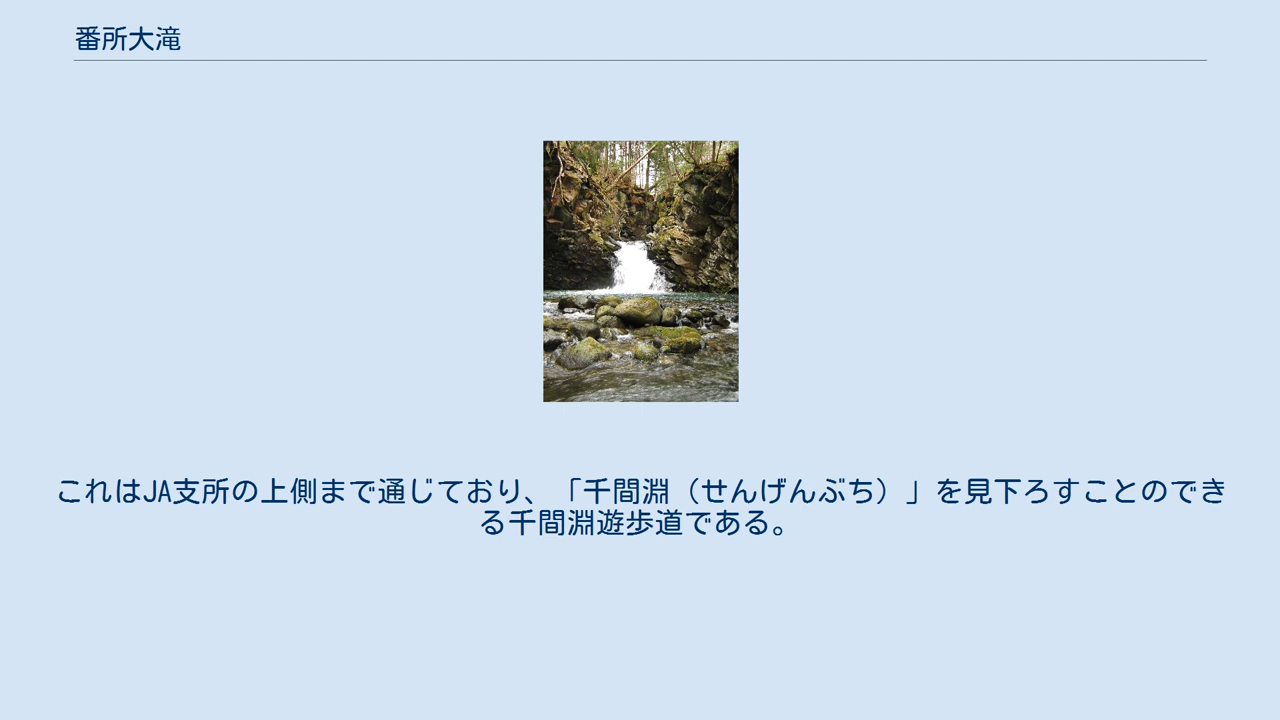 番所大滝
これはJA支所の上側まで通じており、「千間淵（せんげんぶち）」を見下ろすことのでき
る千間淵遊歩道である。